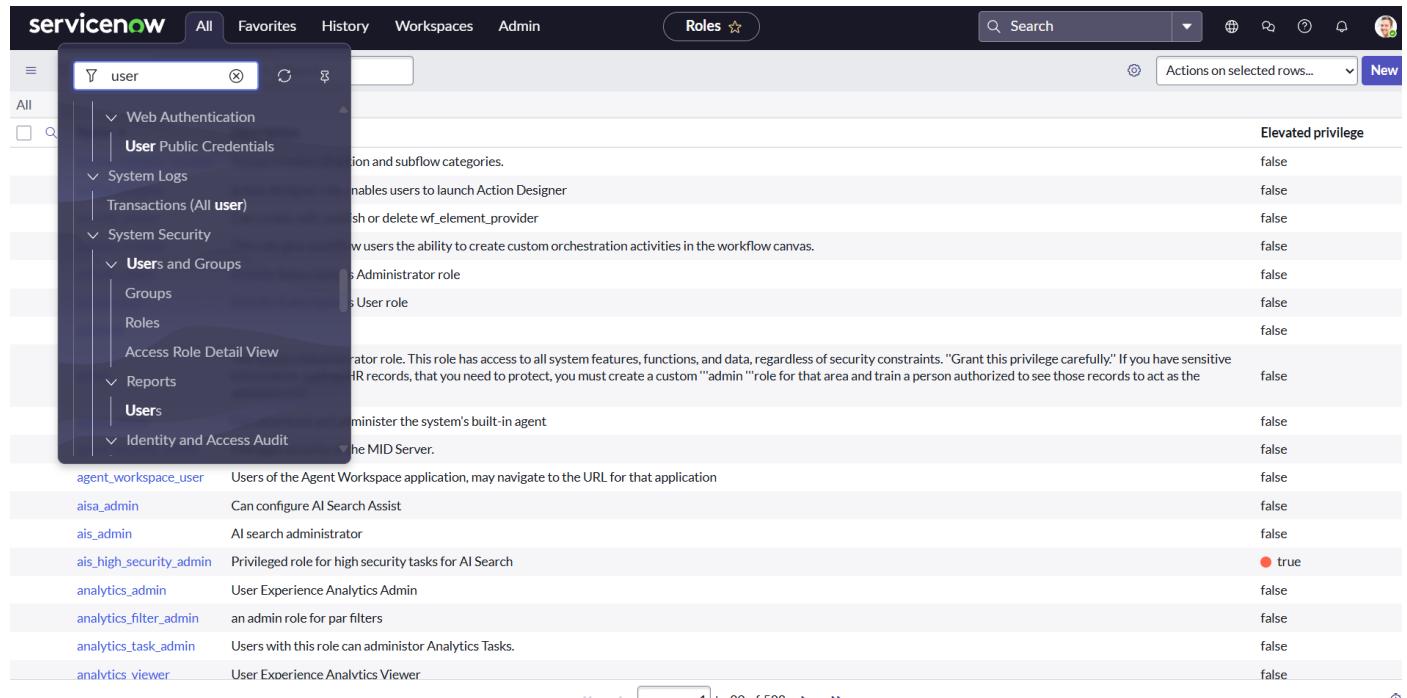 servicenow All Favorites History Workspaces Admin Roles Search
user Actions on selected rows... New
All
Web Authentication
User Public Credentials
System Logs
Transactions (All user)
System Security
Users and Groups
Groups
Roles
Access Role Detail View
Reports
Users
Identity and Access Audit
Elevated privilege
and subflow categories. false
users to launch Action Designer false
or delete wf_element_provider false
users the ability to create custom orchestration activities in the workflow canvas. false
Administrator role false
User role false
false
role. This role has access to all system features, functions, and data, regardless of security constraints. "Grant this privilege carefully." If you have sensitive
HR records, that you need to protect, you must create a custom '''admin '''role for that area and train a person authorized to see those records to act as the false
the system's built-in agent false
the MID Server. false
agent_workspace_user Users of the Agent Workspace application, may navigate to the URL for that application false
aisa_admin Can configure AI Search Assist false
ais_admin AI search administrator false
ais_high_security_admin Privileged role for high security tasks for AI Search true
analytics_admin User Experience Analytics Admin false
analytics_filter_admin an admin role for par filters false
analytics_task_admin Users with this role can administor Analytics Tasks. false
analytics_viewer User Experience Analytics Viewer false